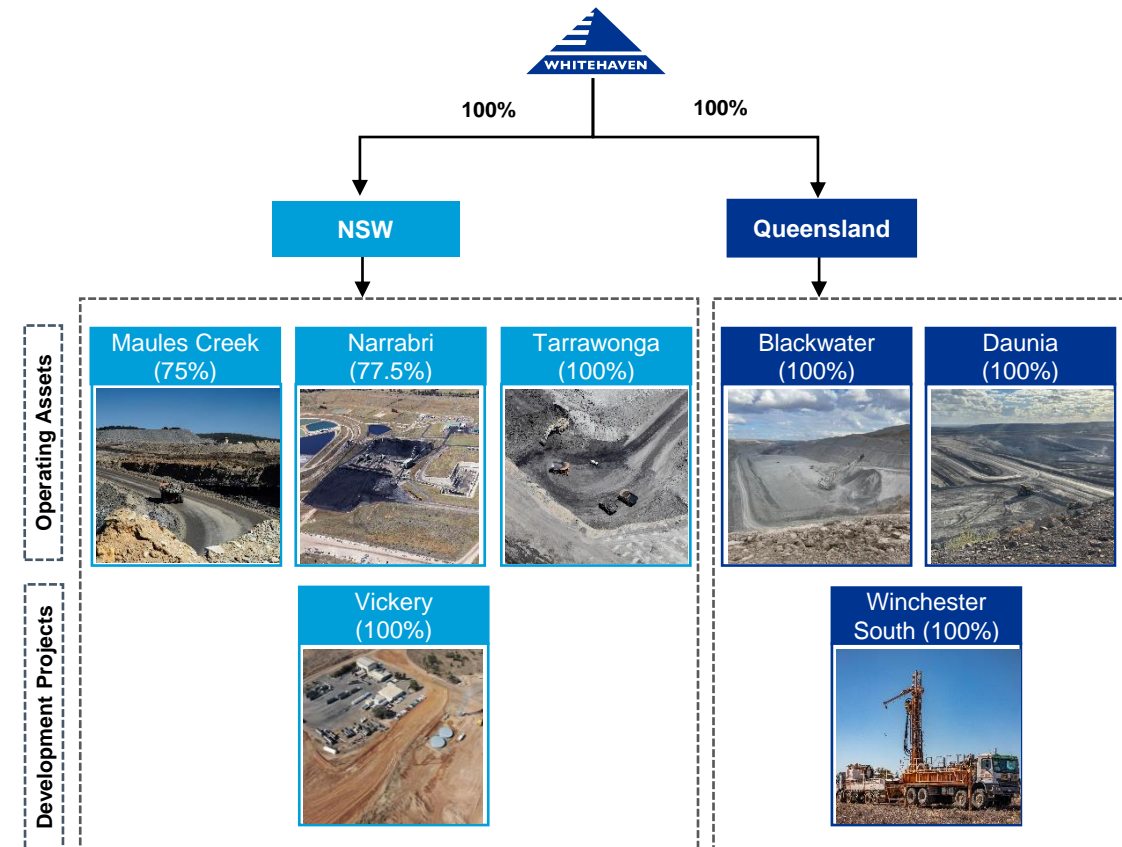 WHITEHAVEN
100%
100%
NSW
Queensland
Operating Assets
Maules Creek
(75%)
Narrabri
(77.5%)
Tarrawonga
(100%)
Blackwater
(100%)
Daunia
(100%)
Development Projects
Vickery
(100%)
Winchester
South (100%)